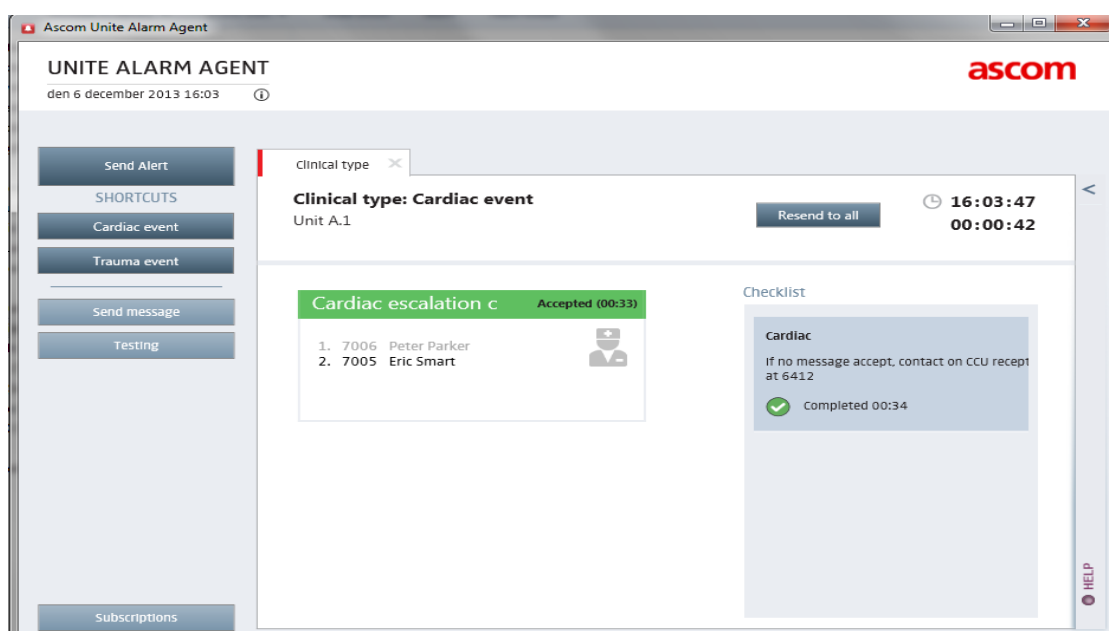 Ascom Unite Alarm Agent
UNITE ALARM AGENT
den 6 december 2013 16:03
ascom
Send Alert
SHORTCUTS
Cardiac event
Trauma event
Send message
Testing
Subscriptions
Clinical type
Clinical type: Cardiac event
Unit A.1
Resend to all
16:03:47
00:00:42
Cardiac escalation c Accepted (00:33)
1. 7006 Peter Parker
2. 7005 Eric Smart
Checklist
Cardiac
If no message accept, contact on CCU recept
at 6412
Completed 00:34
HELP